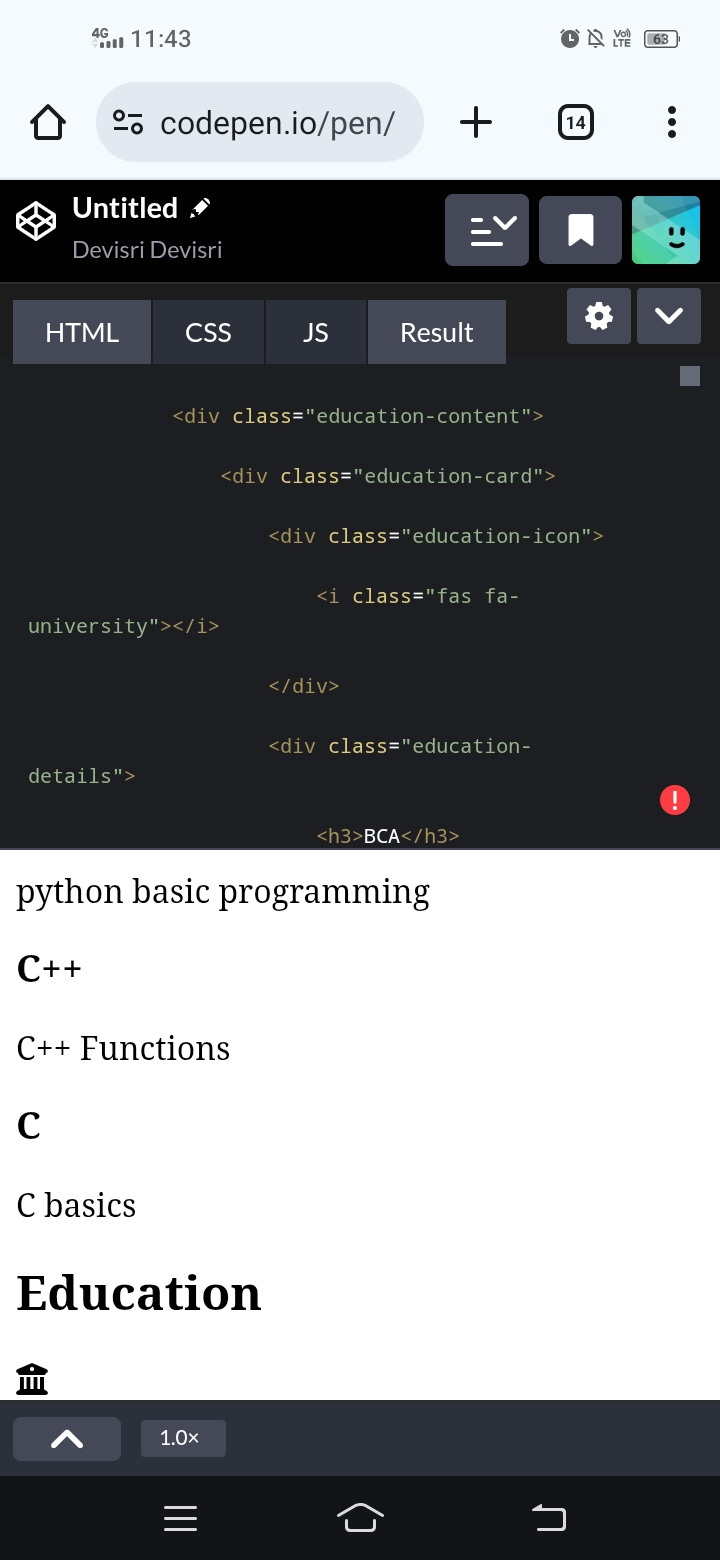 4G 11:43 Vo) LTE 63
codepen.io/pen/ 14
Untitled
Devisri Devisri
HTML CSS JS Result
<div class="education-content">
<div class="education-card">
<div class="education-icon">
<i class="fas fa-
university"></i>
</div>
<div class="education-
details">
<h3>BCA</h3>
python basic programming
C++
C++ Functions
C
C basics
Education
1.0×